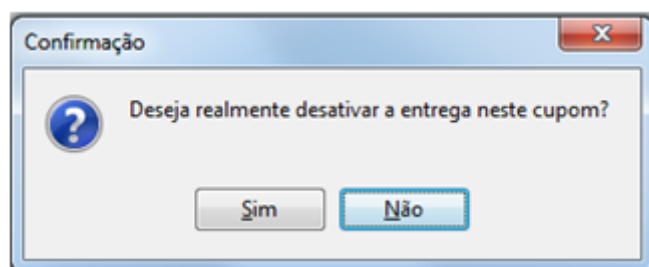 Confirmação
Deseja realmente desativar a entrega neste cupom?
Sim
Não